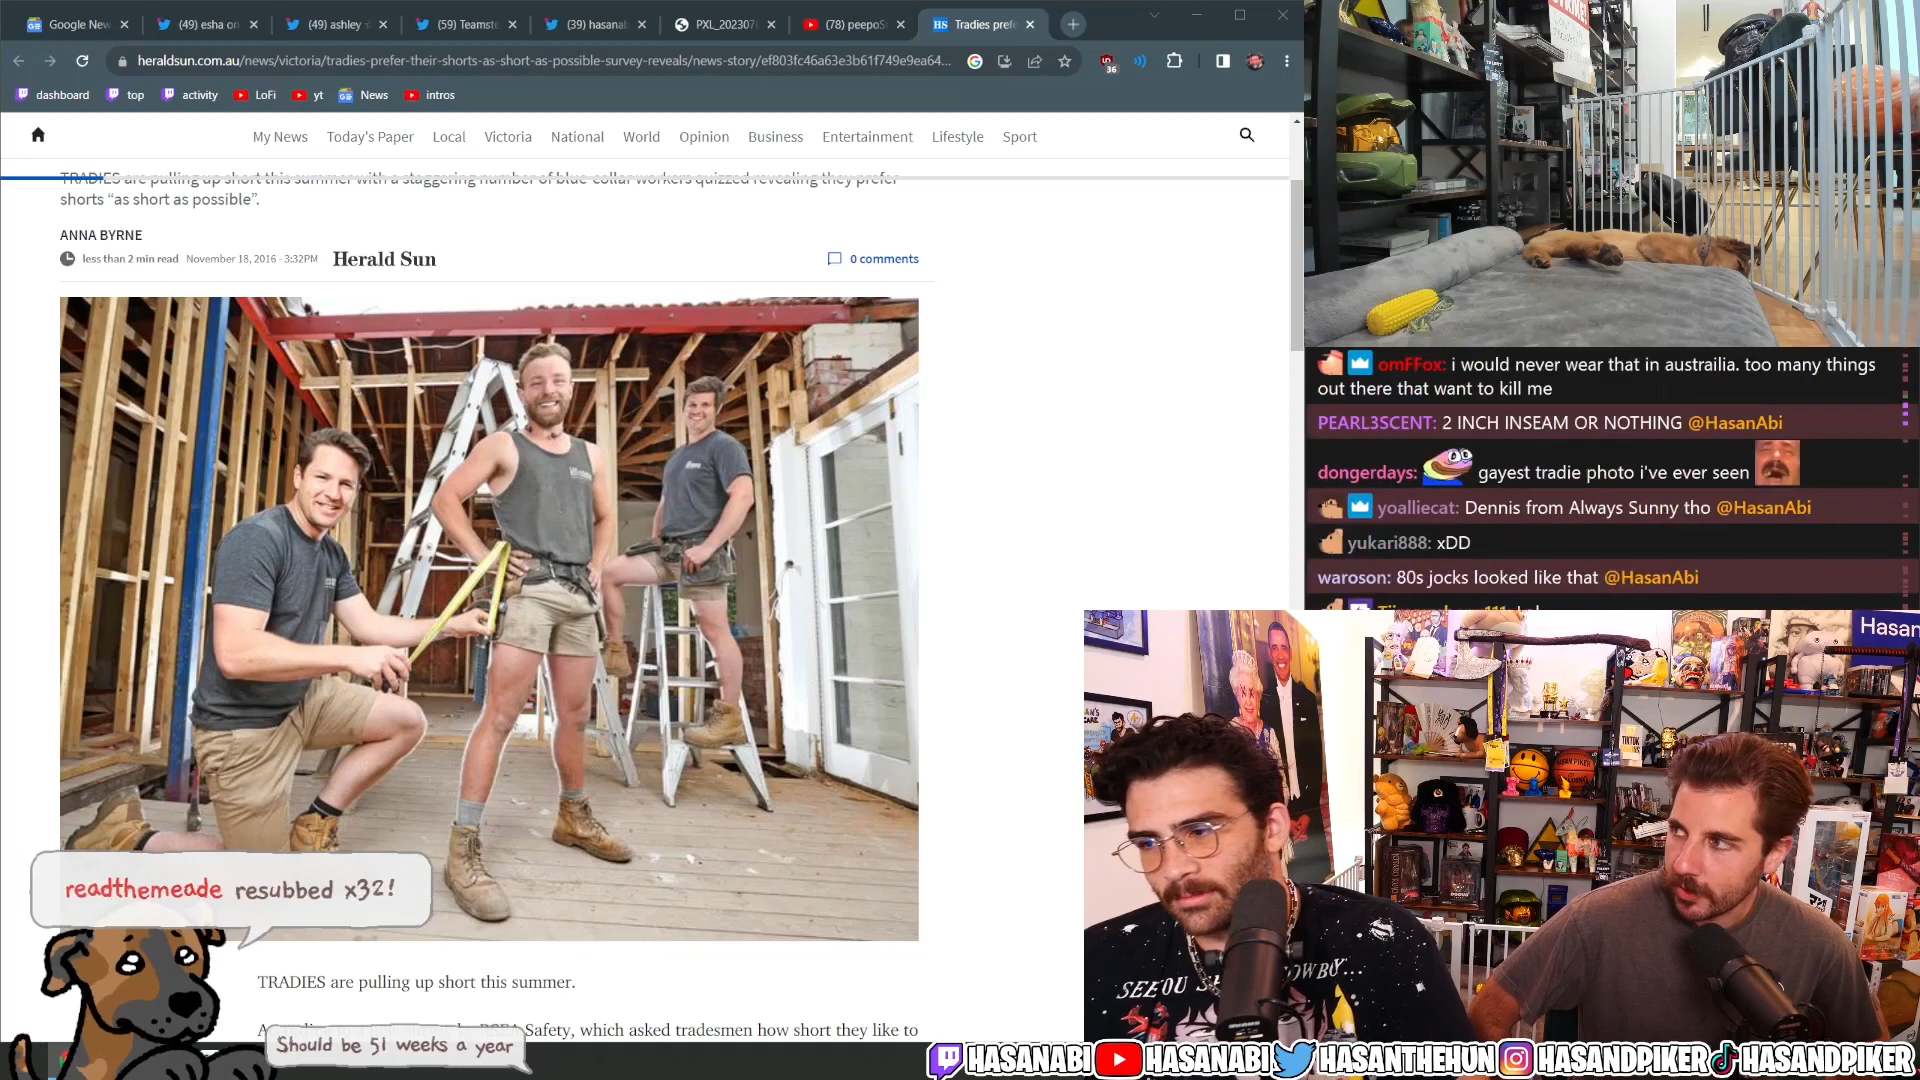 Google New
(49) esha on
(49) ashley
(59) Teamste
(39) hasanab
PXL_202307
(78) peepoS
Tradies prefe
heraldsun.com.au/news/victoria/tradies-prefer-their-shorts-as-short-as-possible-survey-reveals/news-story/ef803fc46a63e3b61f749e9ea64...
36
dashboard
top
activity
LoFi
yt
News
intros
My News
Today's Paper
Local
Victoria
National
World
Opinion
Business
Entertainment
Lifestyle
Sport
TRADIES are pulling up short this summer with a staggering number of blue-collar workers quizzed revealing they prefer
shorts “as short as possible”.
ANNA BYRNE
less than 2 min read November 18, 2016 - 3:32PM Herald Sun
0 comments
readthemeade resubbed x32!
TRADIES are pulling up short this summer.
Safety, which asked tradesmen how short they like to
Should be 51 weeks a year
omFFox: i would never wear that in austrailia. too many things
out there that want to kill me
PEARL3SCENT: 2 INCH INSEAM OR NOTHING @HasanAbi
dongerdays: gayest tradie photo i've ever seen
yoalliecat: Dennis from Always Sunny tho @HasanAbi
yukari888: xDD
waroson: 80s jocks looked like that @HasanAbi
Hasan
HASANABI HASANABI HASANTHEHUN HASANDPIKER HASANDPIKER